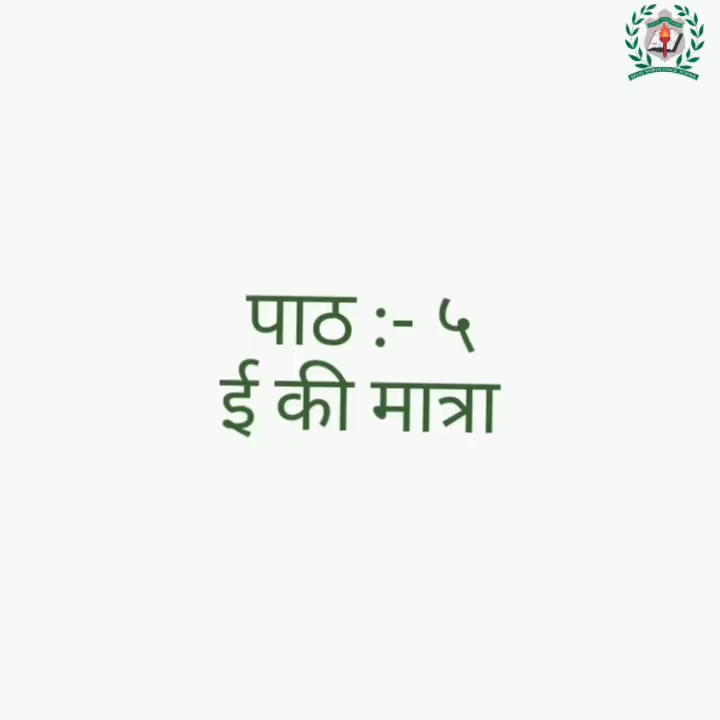 पाठ :- ५
ई की मात्रा